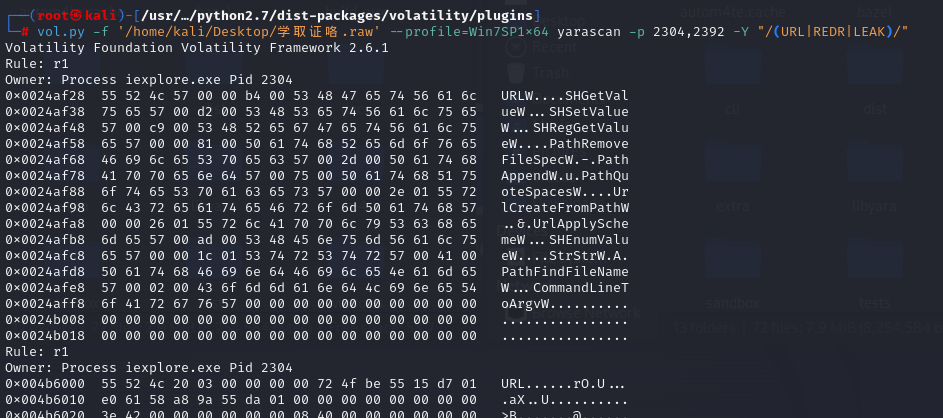 ┌──(root㉿kali)-[/usr/…/python2.7/dist-packages/volatility/plugins]
└─# vol.py -f '/home/kali/Desktop/学取证咯.raw' --profile=Win7SP1×64 yarascan -p 2304,2392 -Y "/(URL|REDR|LEAK)/"
Volatility Foundation Volatility Framework 2.6.1
Rule: r1
Owner: Process iexplore.exe Pid 2304
0×0024af28  55 52 4c 57 00 00 b4 00 53 48 47 65 74 56 61 6c   URLW....SHGetVal
0×0024af38  75 65 57 00 d2 00 53 48 53 65 74 56 61 6c 75 65   ueW...SHSetValue
0×0024af48  57 00 c9 00 53 48 52 65 67 47 65 74 56 61 6c 75   W...SHRegGetValu
0×0024af58  65 57 00 00 81 00 50 61 74 68 52 65 6d 6f 76 65   eW....PathRemove
0×0024af68  46 69 6c 65 53 70 65 63 57 00 2d 00 50 61 74 68   FileSpecW.-.Path
0×0024af78  41 70 70 65 6e 64 57 00 75 00 50 61 74 68 51 75   AppendW.u.PathQu
0×0024af88  6f 74 65 53 70 61 63 65 73 57 00 00 2e 01 55 72   oteSpacesW....Ur
0×0024af98  6c 43 72 65 61 74 65 46 72 6f 6d 50 61 74 68 57   lCreateFromPathW
0×0024afa8  00 00 26 01 55 72 6c 41 70 70 6c 79 53 63 68 65   ..&.UrlApplySche
0×0024afb8  6d 65 57 00 ad 00 53 48 45 6e 75 6d 56 61 6c 75   meW...SHEnumValu
0×0024afc8  65 57 00 00 1c 01 53 74 72 53 74 72 57 00 41 00   eW....StrStrW.A.
0×0024afd8  50 61 74 68 46 69 6e 64 46 69 6c 65 4e 61 6d 65   PathFindFileName
0×0024afe8  57 00 02 00 43 6f 6d 6d 61 6e 64 4c 69 6e 65 54   W...CommandLineT
0×0024aff8  6f 41 72 67 76 57 00 00 00 00 00 00 00 00 00 00   oArgvW..........
0×0024b008  00 00 00 00 00 00 00 00 00 00 00 00 00 00 00 00   ................
0×0024b018  00 00 00 00 00 00 00 00 00 00 00 00 00 00 00 00   ................
Rule: r1
Owner: Process iexplore.exe Pid 2304
0×004b6000  55 52 4c 20 03 00 00 00 00 72 4f be 55 15 d7 01   URL......rO.U...
0×004b6010  e0 61 58 a8 9a 55 da 01 00 00 00 00 00 00 00 00   .aX..U..........
0×004b6020  3e 42 00 00 00 00 00 00 08 40 00 00 00 00 00 00   >B.......@......